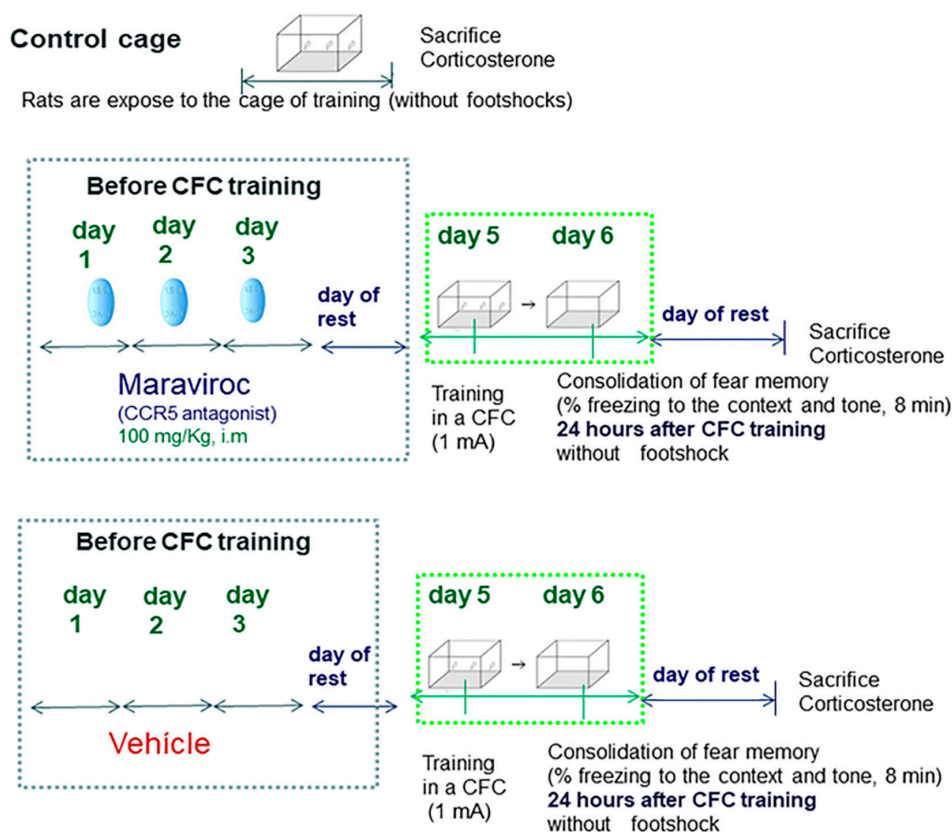 Control cage
Sacrifice
Corticosterone
Rats are expose to the cage of training (without footshocks)
Before CFC training
day
1
day
2
day
3
day of
rest
Maraviroc
(CCR5 antagonist)
100 mg/Kg, i.m
day 5
day 6
→
day of rest
Sacrifice
Corticosterone
Training
in a CFC
(1 mA)
Consolidation of fear memory
(% freezing to the context and tone, 8 min)
24 hours after CFC training
without footshock
Before CFC training
day
1
day
2
day
3
day of
rest
Vehícle
day 5
day 6
→
day of rest
Sacrifice
Corticosterone
Training
in a CFC
(1 mA)
Consolidation of fear memory
(% freezing to the context and tone, 8 min)
24 hours after CFC training
without footshock